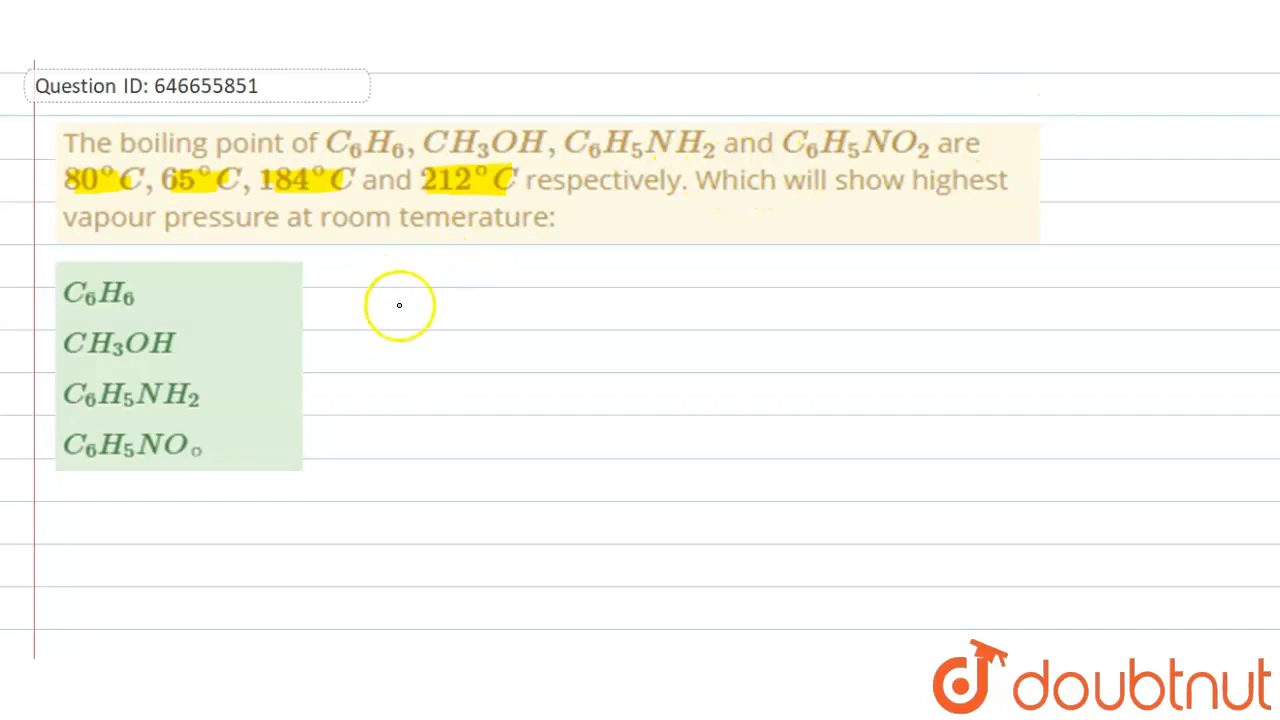 Question ID: 646655851
The boiling point of C₆H₆, CH₃OH, C₆H₅NH₂ and C₆H₅NO₂ are
80°C, 65°C, 184°C and 212°C respectively. Which will show highest
vapour pressure at room temerature:
C₆H₆
CH₃OH
C₆H₅NH₂
C₆H₅NOₒ
doubtnut